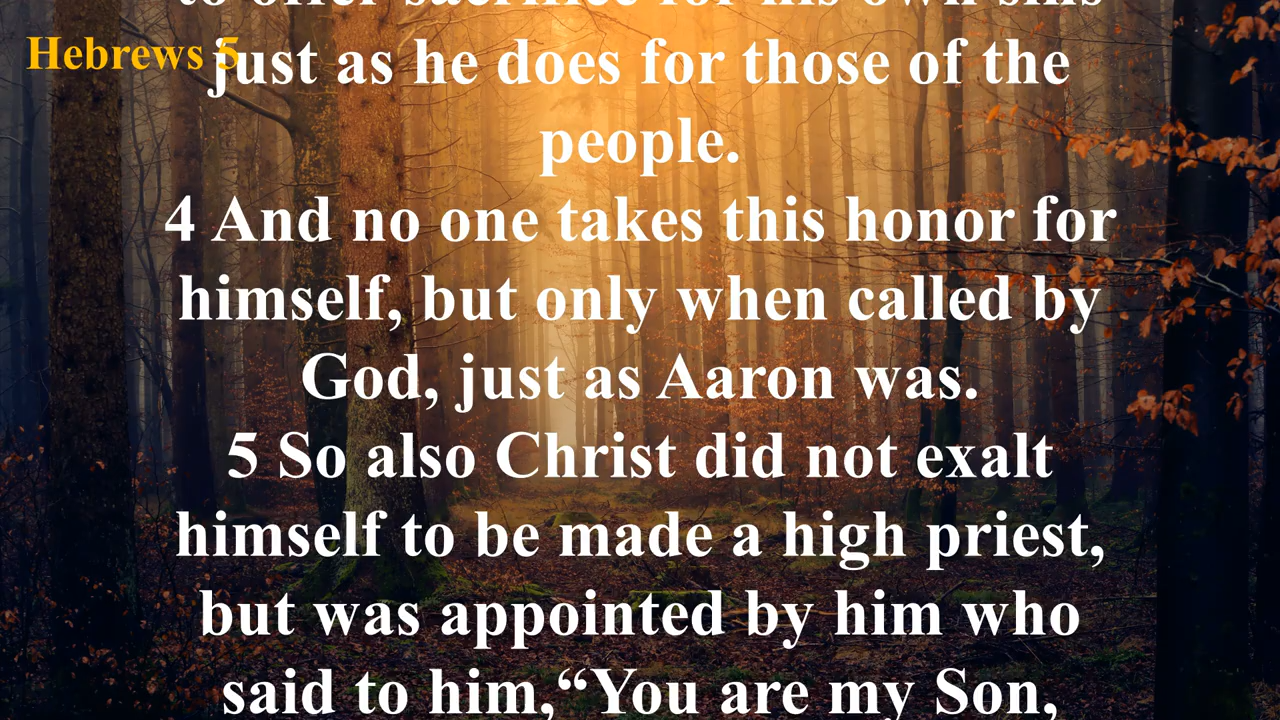 to offer sacrifice for his own sins
Hebrews 5
just as he does for those of the
people.
4 And no one takes this honor for
himself, but only when called by
God, just as Aaron was.
5 So also Christ did not exalt
himself to be made a high priest,
but was appointed by him who
said to him,“You are my Son,